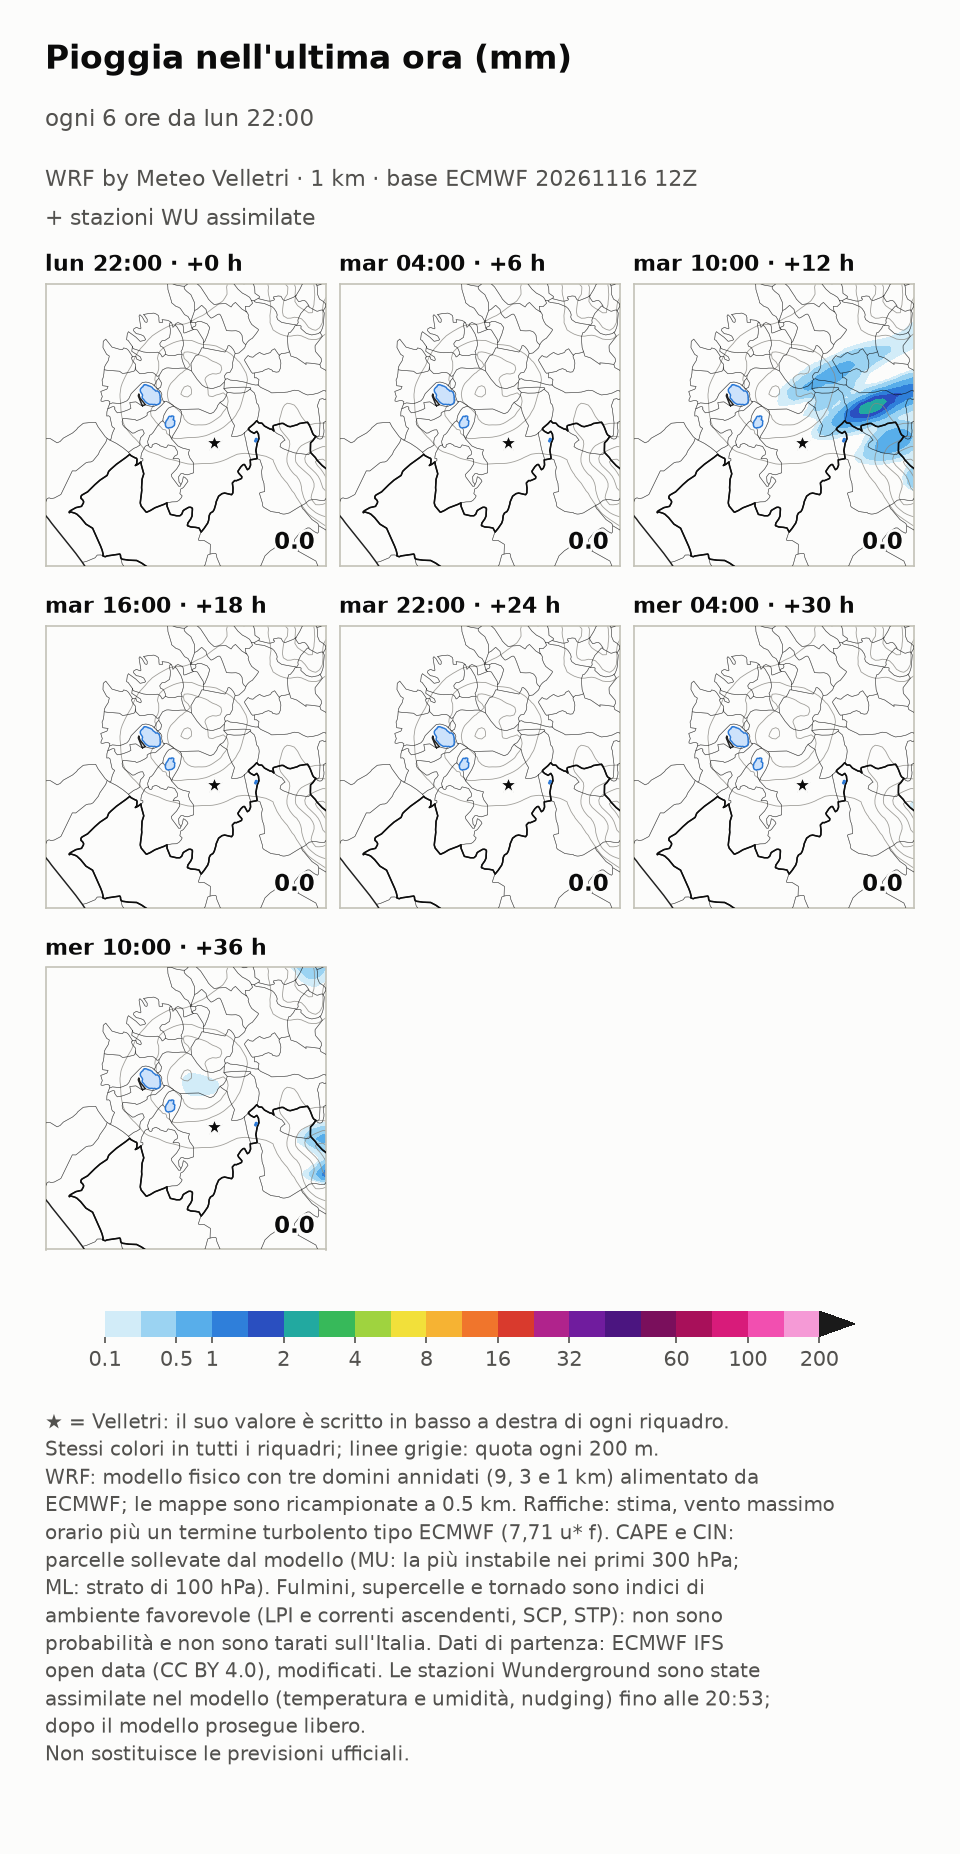 Pioggia nell'ultima ora (mm)
ogni 6 ore da lun 22:00
WRF by Meteo Velletri · 1 km · base ECMWF 20261116 12Z
+ stazioni WU assimilate
lun 22:00 · +0 h
mar 04:00 · +6 h
mar 10:00 · +12 h
0.0
0.0
0.0
mar 16:00 · +18 h
mar 22:00 · +24 h
mer 04:00 · +30 h
0.0
0.0
0.0
mer 10:00 · +36 h
0.0
0.1 0.5 1 2 4 8 16 32 60 100 200
★ = Velletri: il suo valore è scritto in basso a destra di ogni riquadro.
Stessi colori in tutti i riquadri; linee grigie: quota ogni 200 m.
WRF: modello fisico con tre domini annidati (9, 3 e 1 km) alimentato da
ECMWF; le mappe sono ricampionate a 0.5 km. Raffiche: stima, vento massimo
orario più un termine turbolento tipo ECMWF (7,71 u* f). CAPE e CIN:
parcelle sollevate dal modello (MU: la più instabile nei primi 300 hPa;
ML: strato di 100 hPa). Fulmini, supercelle e tornado sono indici di
ambiente favorevole (LPI e correnti ascendenti, SCP, STP): non sono
probabilità e non sono tarati sull'Italia. Dati di partenza: ECMWF IFS
open data (CC BY 4.0), modificati. Le stazioni Wunderground sono state
assimilate nel modello (temperatura e umidità, nudging) fino alle 20:53;
dopo il modello prosegue libero.
Non sostituisce le previsioni ufficiali.